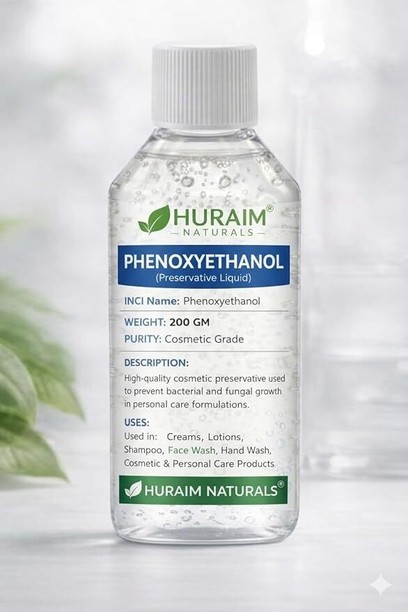 HURAIM®
NATURALS
PHENOXYETHANOL
(Preservative Liquid)
INCI Name: Phenoxyethanol
WEIGHT: 200 GM
PURITY: Cosmetic Grade
DESCRIPTION:
High-quality cosmetic preservative used
to prevent bacterial and fungal growth
in personal care formulations.
USES:
Used in: Creams, Lotions,
Shampoo, Face Wash, Hand Wash,
Cosmetic & Personal Care Products
HURAIM NATURALS®